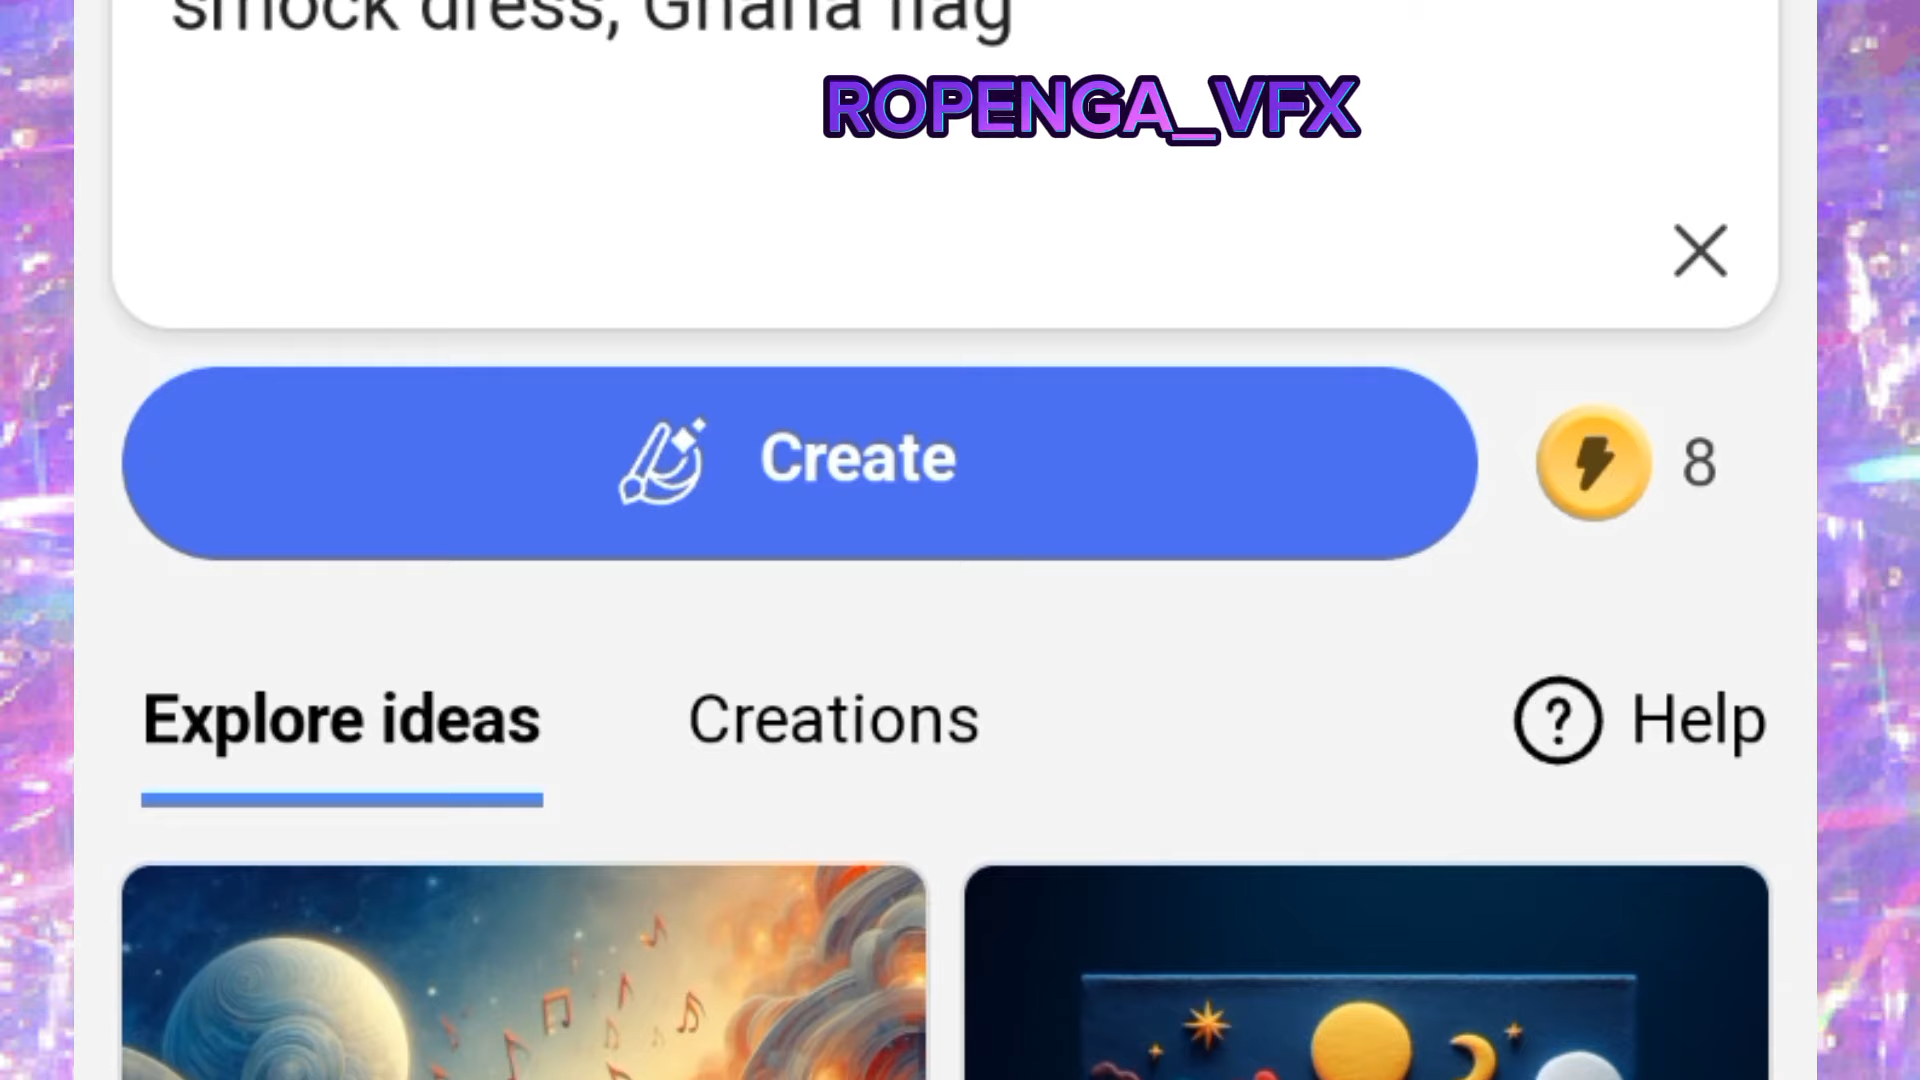 smock dress, Ghana flag
ROPENGA_VFX
Create
8
Explore ideas
Creations
Help